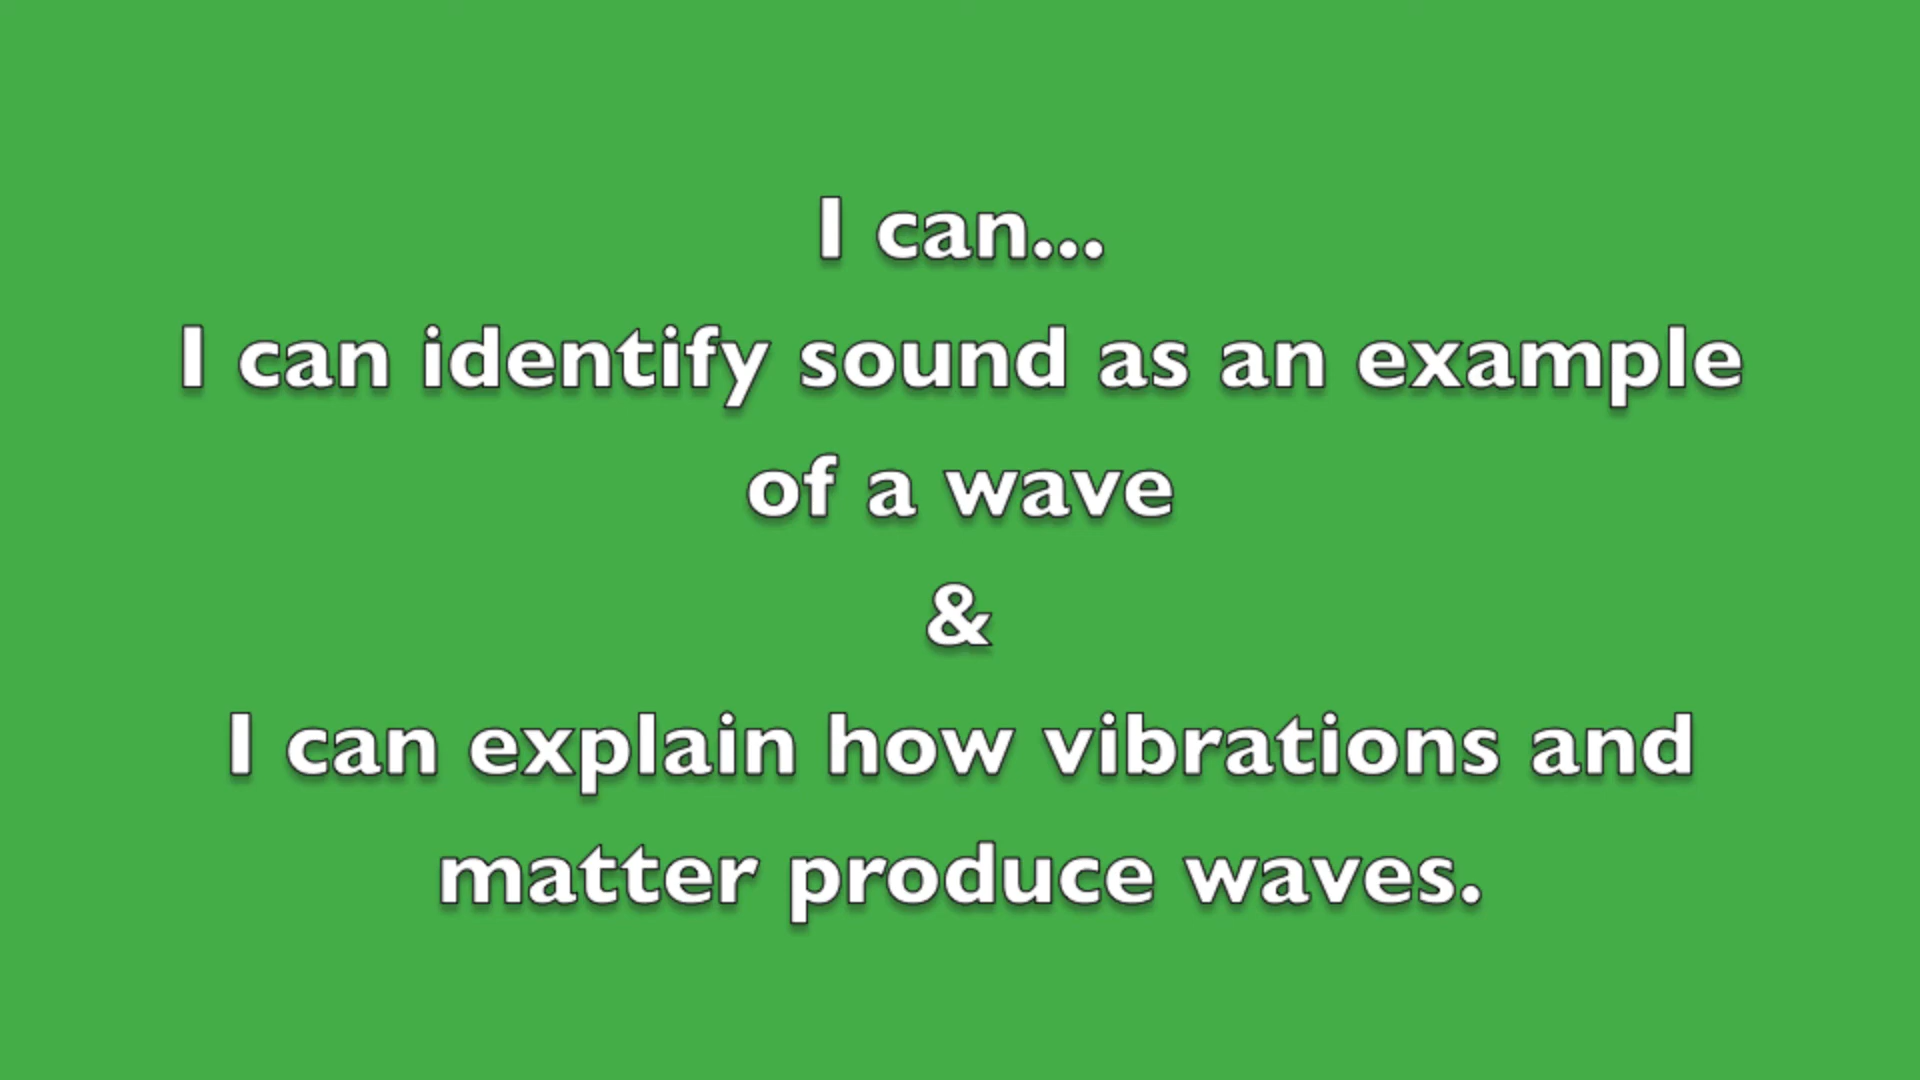 I can...
I can identify sound as an example
of a wave
&
I can explain how vibrations and
matter produce waves.